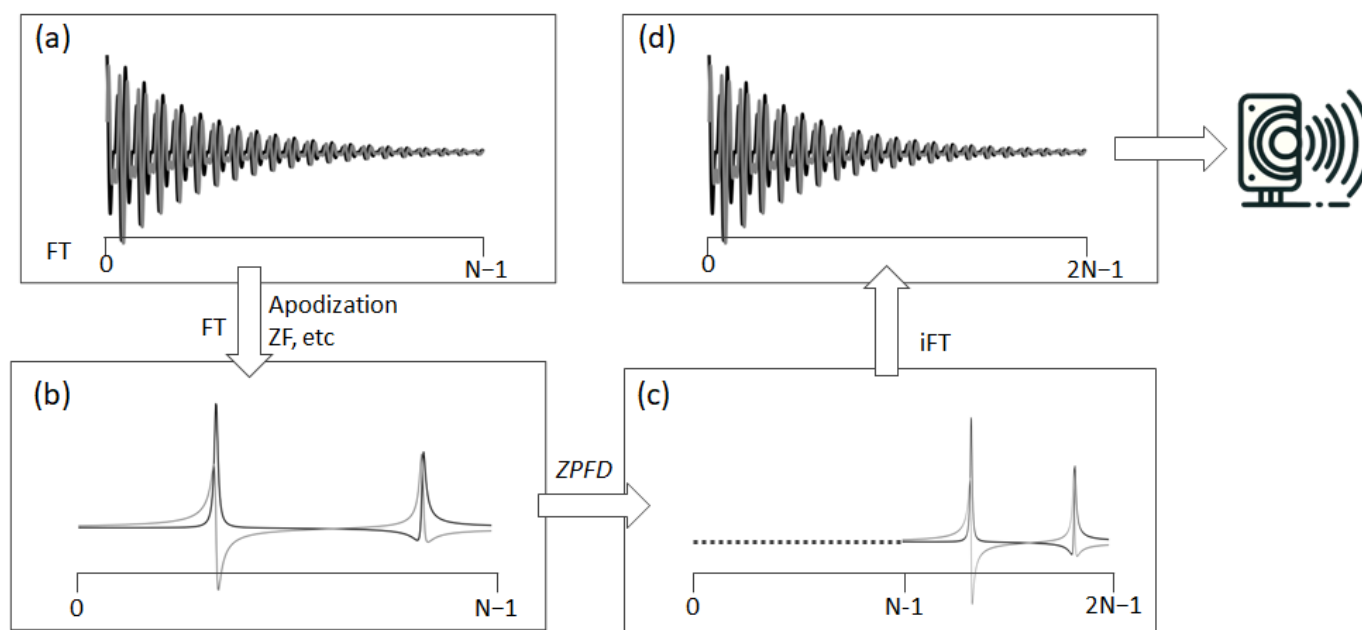 (a)
FT
0
N−1
FT
Apodization
ZF, etc
(b)
0
N−1
ZPFD
(c)
0
N-1
2N−1
iFT
(d)
0
2N−1